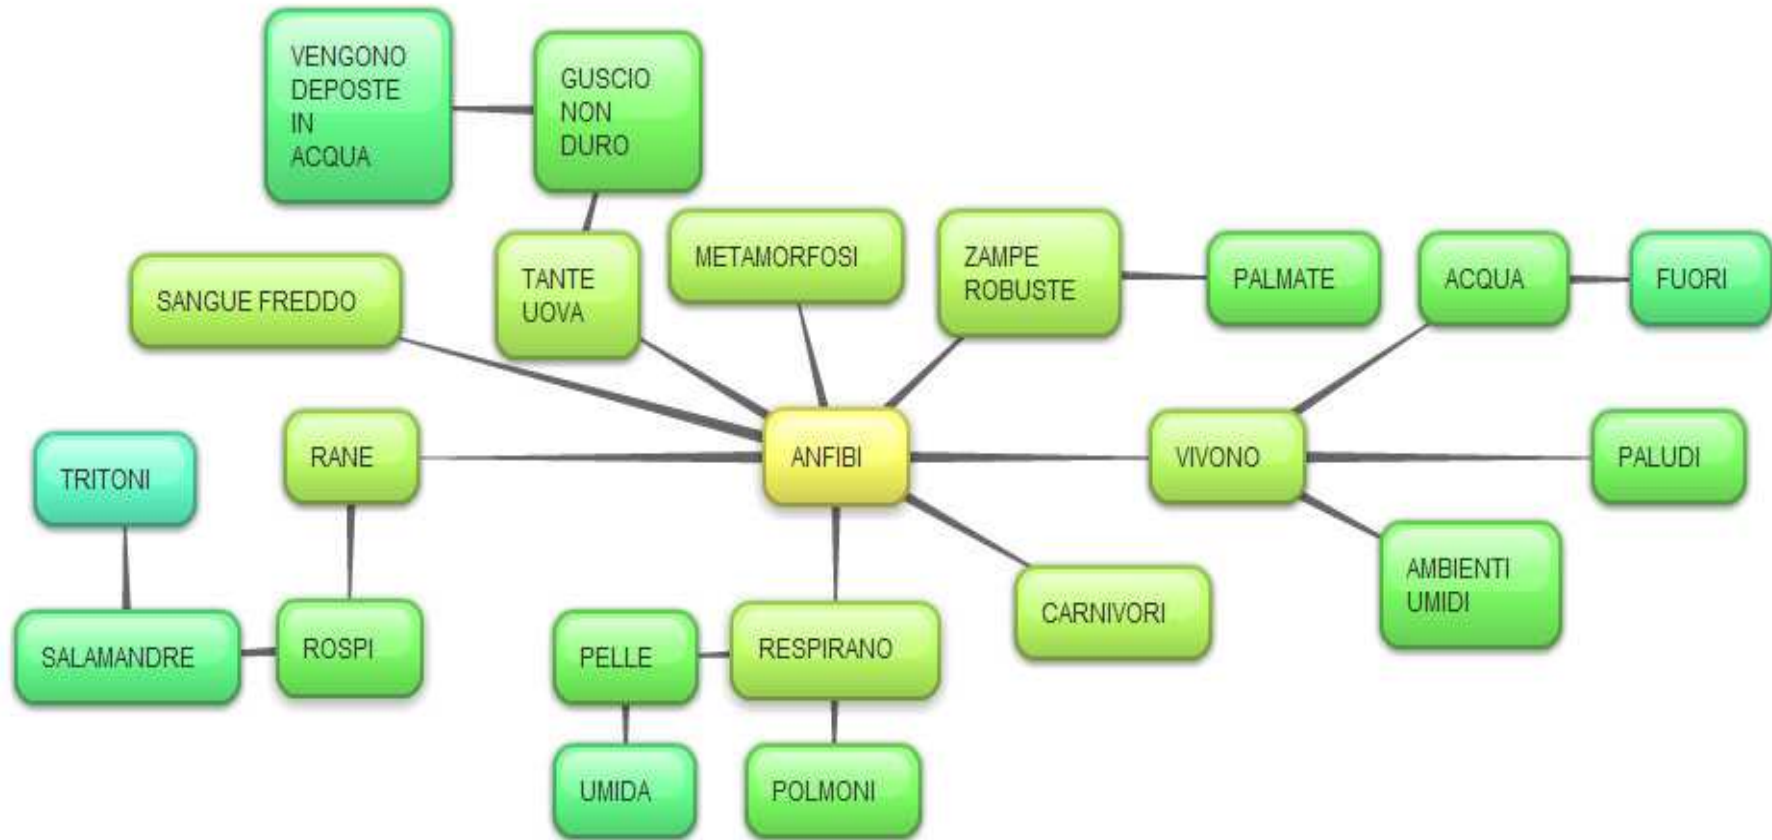 VENGONO
DEPOSTE
IN
ACQUA
GUSCIO
NON
DURO
SANGUE FREDDO
TANTE
UOVA
METAMORFOSI
ZAMPE
ROBUSTE
PALMATE
ACQUA
FUORI
TRITONI
RANE
ANFIBI
VIVONO
PALUDI
AMBIENTI
UMIDI
SALAMANDRE
ROSPI
PELLE
RESPIRANO
CARNIVORI
UMIDA
POLMONI